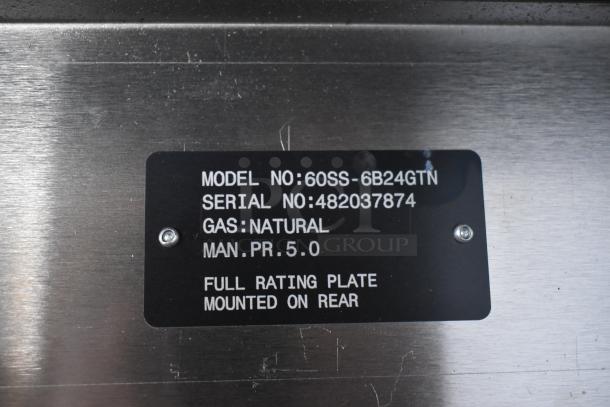 MODEL NO:60SS-6B24GTN
SERIAL NO:482037874
GAS:NATURAL
MAN.PR.5.0
FULL RATING PLATE
MOUNTED ON REAR